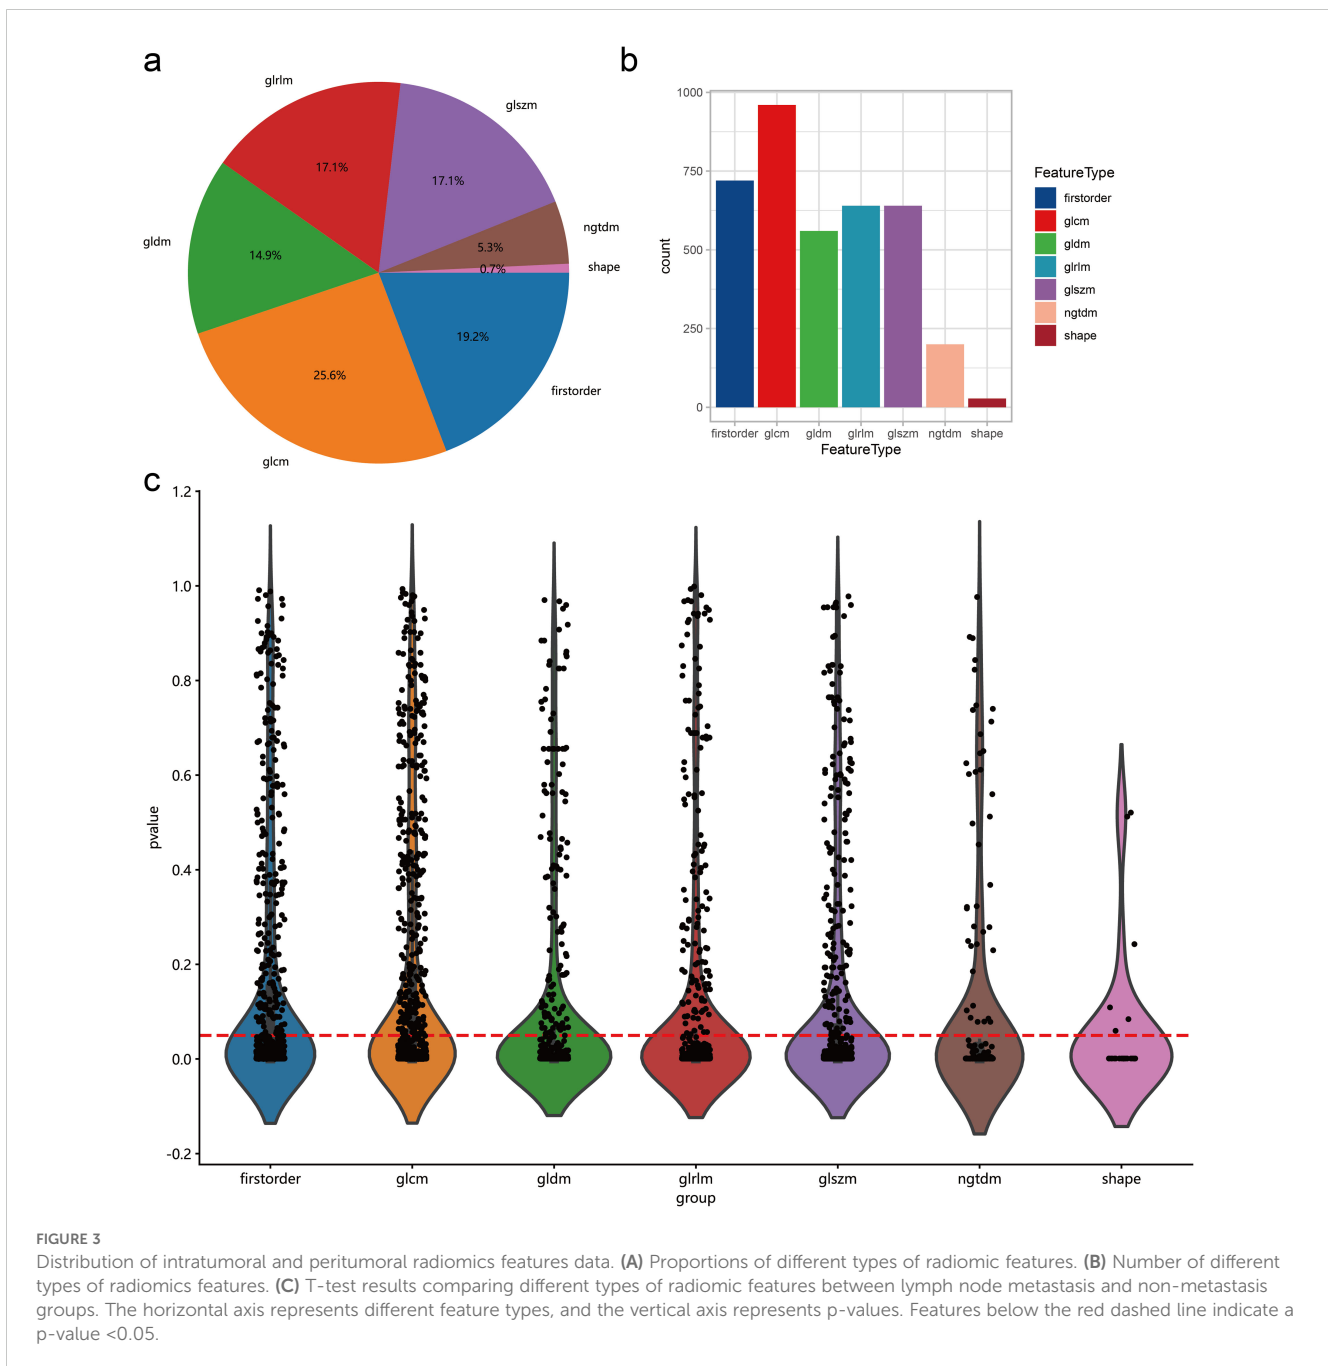 a
glrlm
glszm
gldm
ngtdm
shape
firstorder
glcm
17.1%
17.1%
14.9%
5.3%
0.7%
19.2%
25.6%
b
1000
750
500
250
0
count
firstorder glcm gldm glrlm glszm ngtdm shape
FeatureType
FeatureType
firstorder
glcm
gldm
glrlm
glszm
ngtdm
shape
c
1.2
1.0
0.8
0.6
0.4
0.2
0.0
-0.2
pvalue
firstorder glcm gldm glrlm glszm ngtdm shape
group
FIGURE 3
Distribution of intratumoral and peritumoral radiomics features data. (A) Proportions of different types of radiomic features. (B) Number of different
types of radiomics features. (C) T-test results comparing different types of radiomic features between lymph node metastasis and non-metastasis
groups. The horizontal axis represents different feature types, and the vertical axis represents p-values. Features below the red dashed line indicate a
p-value <0.05.